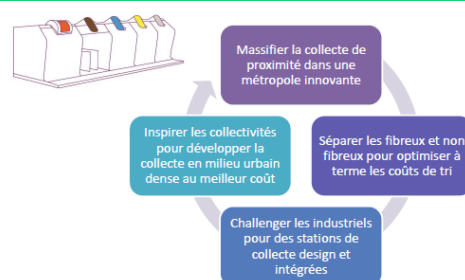 Massifier la collecte de
proximité dans une
métropole innovante
Séparer les fibreux et non
fibreux pour optimiser à
terme les coûts de tri
Challenger les industriels
pour des stations de
collecte design et
intégrées
Inspirer les collectivités
pour développer la
collecte en milieu urbain
dense au meilleur coût